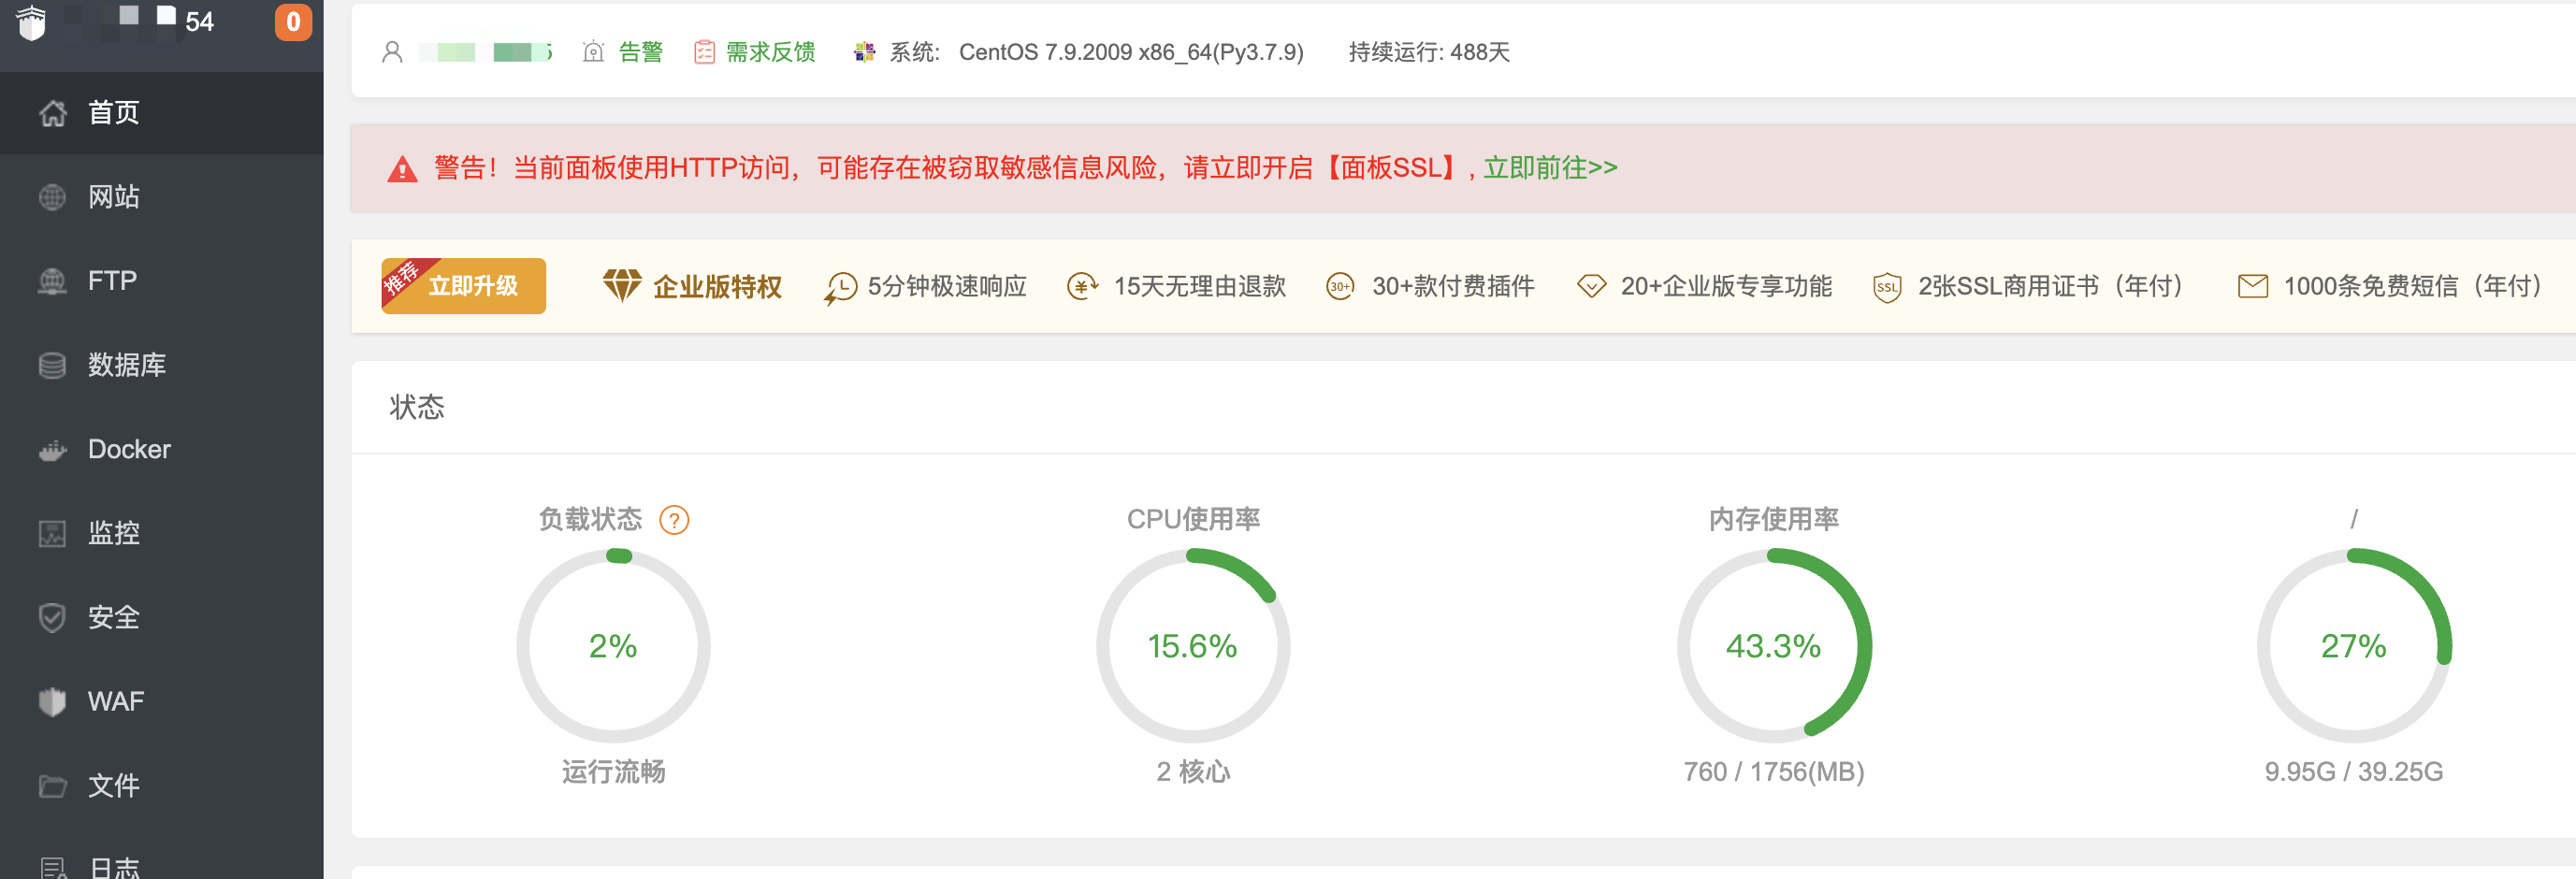 54
0
首页
网站
FTP
数据库
Docker
监控
安全
WAF
文件
日志
告警 需求反馈 系统: CentOS 7.9.2009 x86_64(Py3.7.9) 持续运行: 488天
警告！当前面板使用HTTP访问，可能存在被窃取敏感信息风险，请立即开启【面板SSL】, 立即前往>>
推荐 立即升级 企业版特权 5分钟极速响应 15天无理由退款 30+ 30+款付费插件 20+企业版专享功能 SSL 2张SSL商用证书（年付） 1000条免费短信（年付）
状态
负载状态 ? CPU使用率 内存使用率 /
2% 15.6% 43.3% 27%
运行流畅 2 核心 760 / 1756(MB) 9.95G / 39.25G